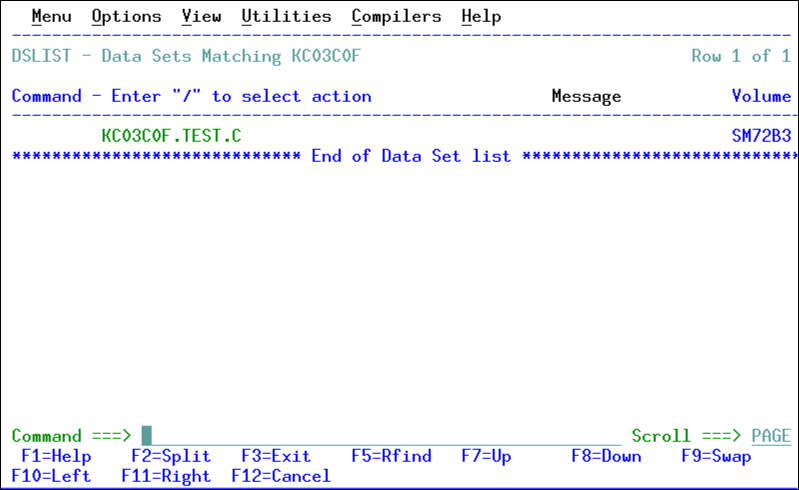 Menu Options View Utilities Compilers Help
--------------------------------------------------------------------------------
DSLIST - Data Sets Matching KC03C0F Row 1 of 1
Command - Enter "/" to select action Message Volume
--------------------------------------------------------------------------------
KC03C0F.TEST.C SM72B3
***************************** End of Data Set list ****************************
Command ===> Scroll ===> PAGE
F1=Help F2=Split F3=Exit F5=Rfind F7=Up F8=Down F9=Swap
F10=Left F11=Right F12=Cancel